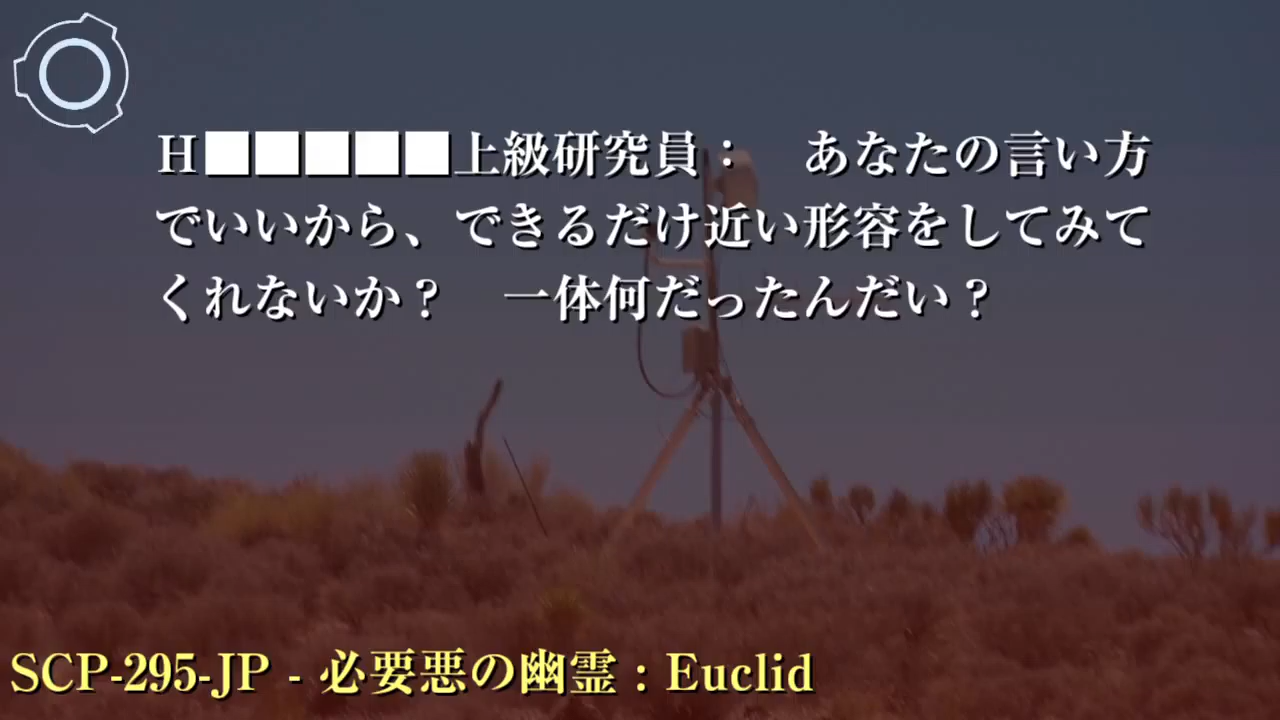 H■■■■■上級研究員：　あなたの言い方
でいいから、できるだけ近い形容をしてみて
くれないか？　一体何だったんだい？
SCP-295-JP - 必要悪の幽霊：Euclid